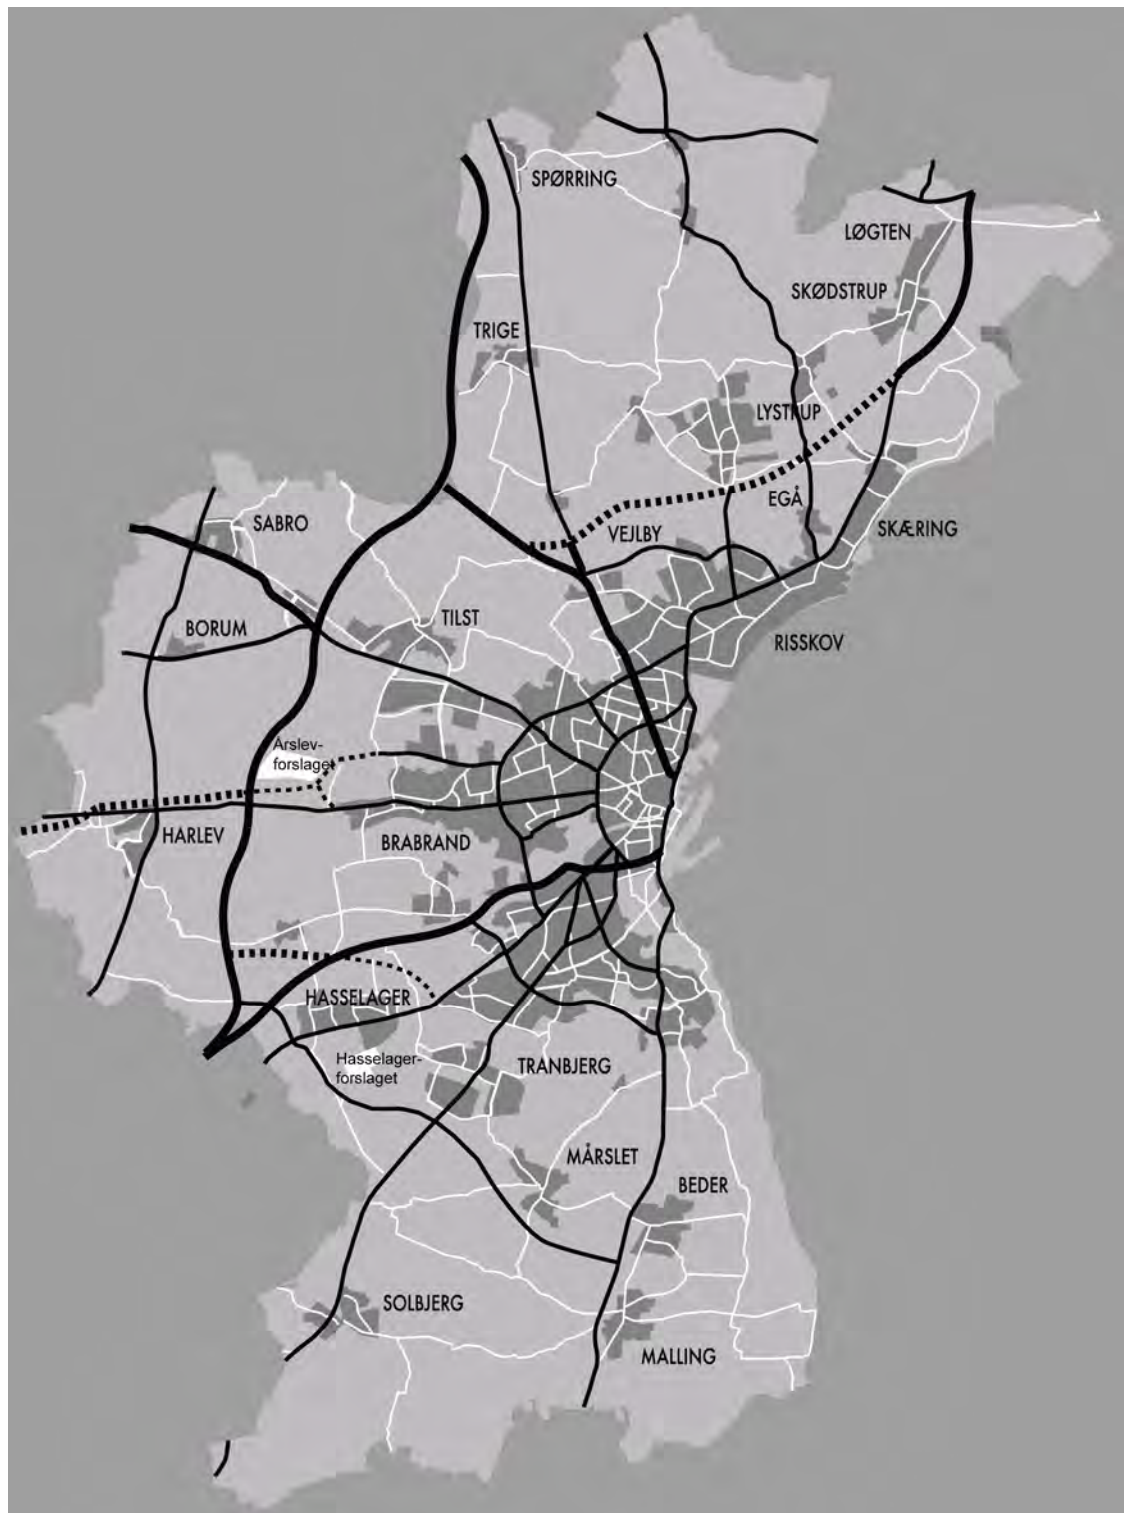 SPØRRING
LØGTEN
SKØDSTRUP
TRIGE
LYSTRUP
EGÅ
SABRO
VEJLBY
SKÆRING
TILST
BORUM
RISSKOV
Årslev-
forslaget
HARLEV
BRABRAND
HASSELAGER
Hasselager-
forslaget
TRANBJERG
MÅRSLET
BEDER
SOLBJERG
MALLING